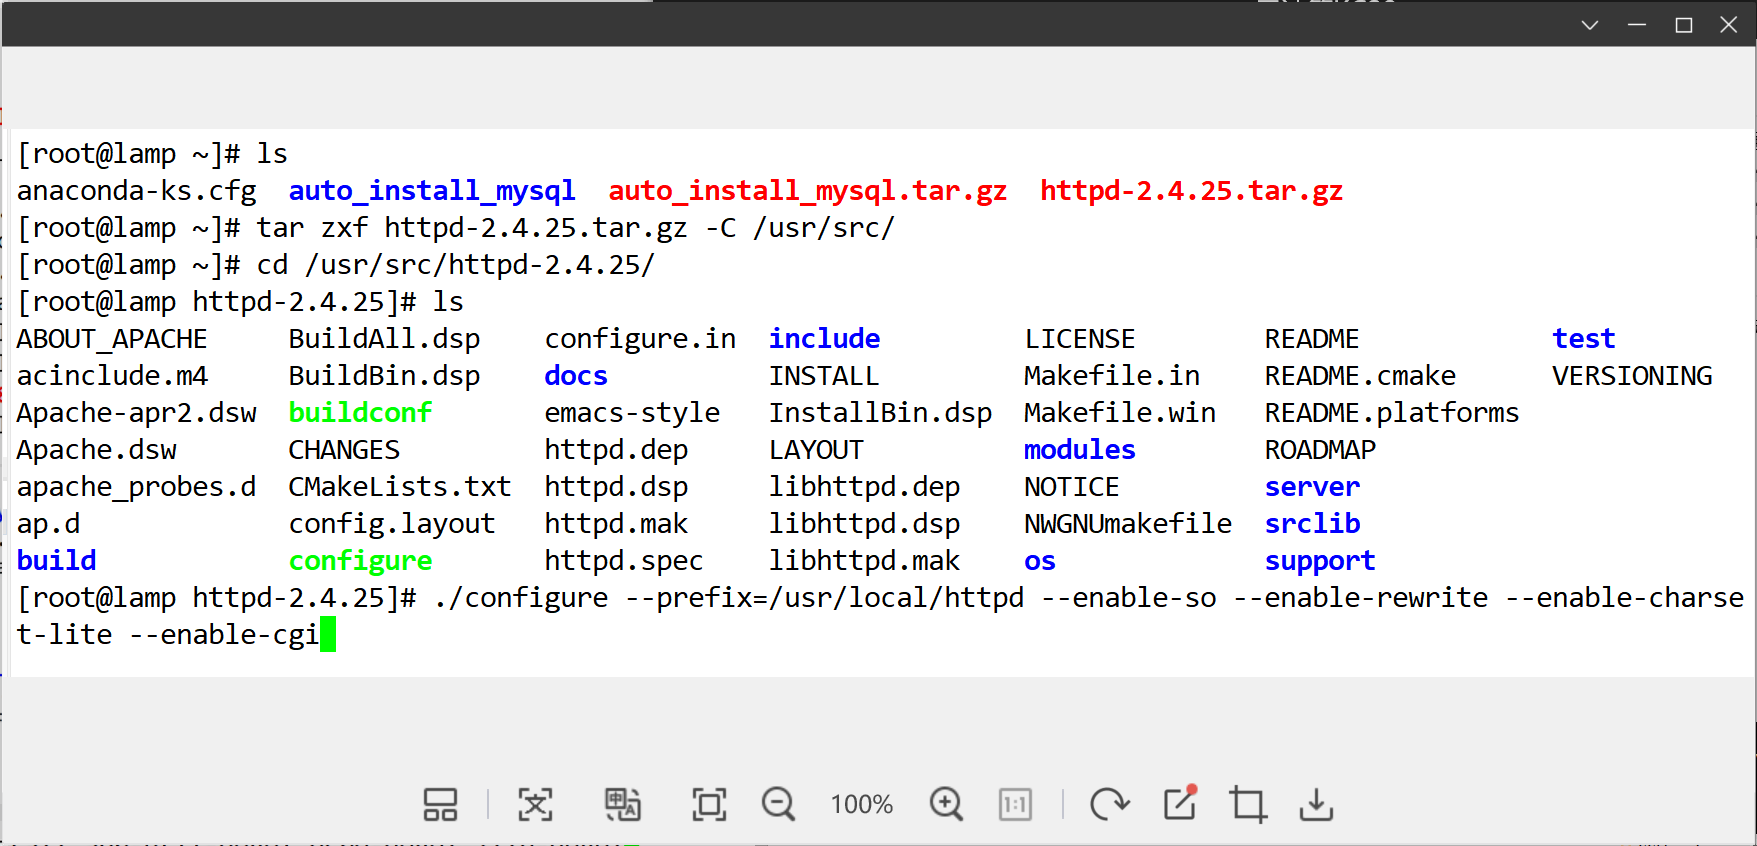 [root@lamp ~]# ls
anaconda-ks.cfg  auto_install_mysql  auto_install_mysql.tar.gz  httpd-2.4.25.tar.gz
[root@lamp ~]# tar zxf httpd-2.4.25.tar.gz -C /usr/src/
[root@lamp ~]# cd /usr/src/httpd-2.4.25/
[root@lamp httpd-2.4.25]# ls
ABOUT_APACHE     BuildAll.dsp    configure.in  include         LICENSE       README            test
acinclude.m4     BuildBin.dsp    docs          INSTALL         Makefile.in   README.cmake      VERSIONING
Apache-apr2.dsw  buildconf       emacs-style   InstallBin.dsp  Makefile.win  README.platforms
Apache.dsw       CHANGES         httpd.dep     LAYOUT          modules       ROADMAP
apache_probes.d  CMakeLists.txt  httpd.dsp     libhttpd.dep    NOTICE        server
ap.d             config.layout   httpd.mak     libhttpd.dsp    NWGNUmakefile  srclib
build            configure       httpd.spec    libhttpd.mak    os            support
[root@lamp httpd-2.4.25]# ./configure --prefix=/usr/local/httpd --enable-so --enable-rewrite --enable-charse
t-lite --enable-cgi
100%
1:1